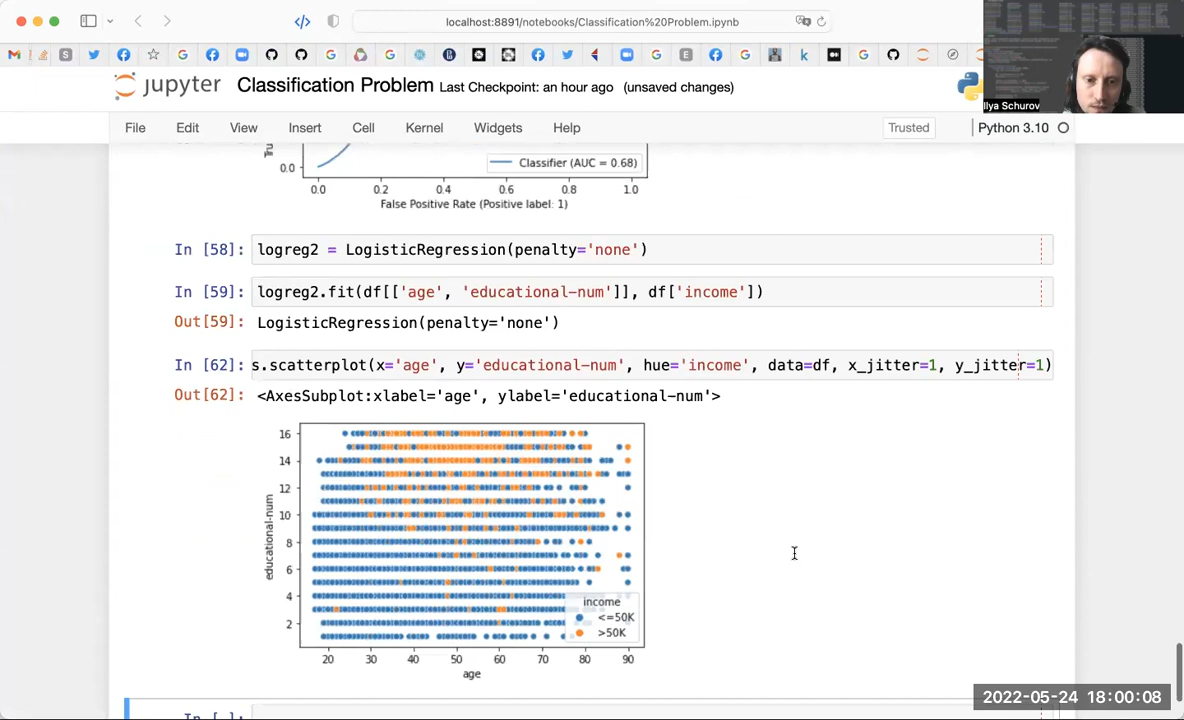 localhost:8891/notebooks/Classification%20Problem.ipynb
jupyter Classification Problem Last Checkpoint: an hour ago (unsaved changes)
Ilya Schurov
File Edit View Insert Cell Kernel Widgets Help Trusted Python 3.10
0.0
Classifier (AUC = 0.68)
0.0 0.2 0.4 0.6 0.8 1.0
False Positive Rate (Positive label: 1)
In [58]: logreg2 = LogisticRegression(penalty='none')
In [59]: logreg2.fit(df[['age', 'educational-num']], df['income'])
Out[59]: LogisticRegression(penalty='none')
In [62]: s.scatterplot(x='age', y='educational-num', hue='income', data=df, x_jitter=1, y_jitter=1)
Out[62]: <AxesSubplot:xlabel='age', ylabel='educational-num'>
16
14
12
10
8
6
4
2
educational-num
income
<=50K
>50K
20 30 40 50 60 70 80 90
age
2022-05-24 18:00:08
In [ ]: